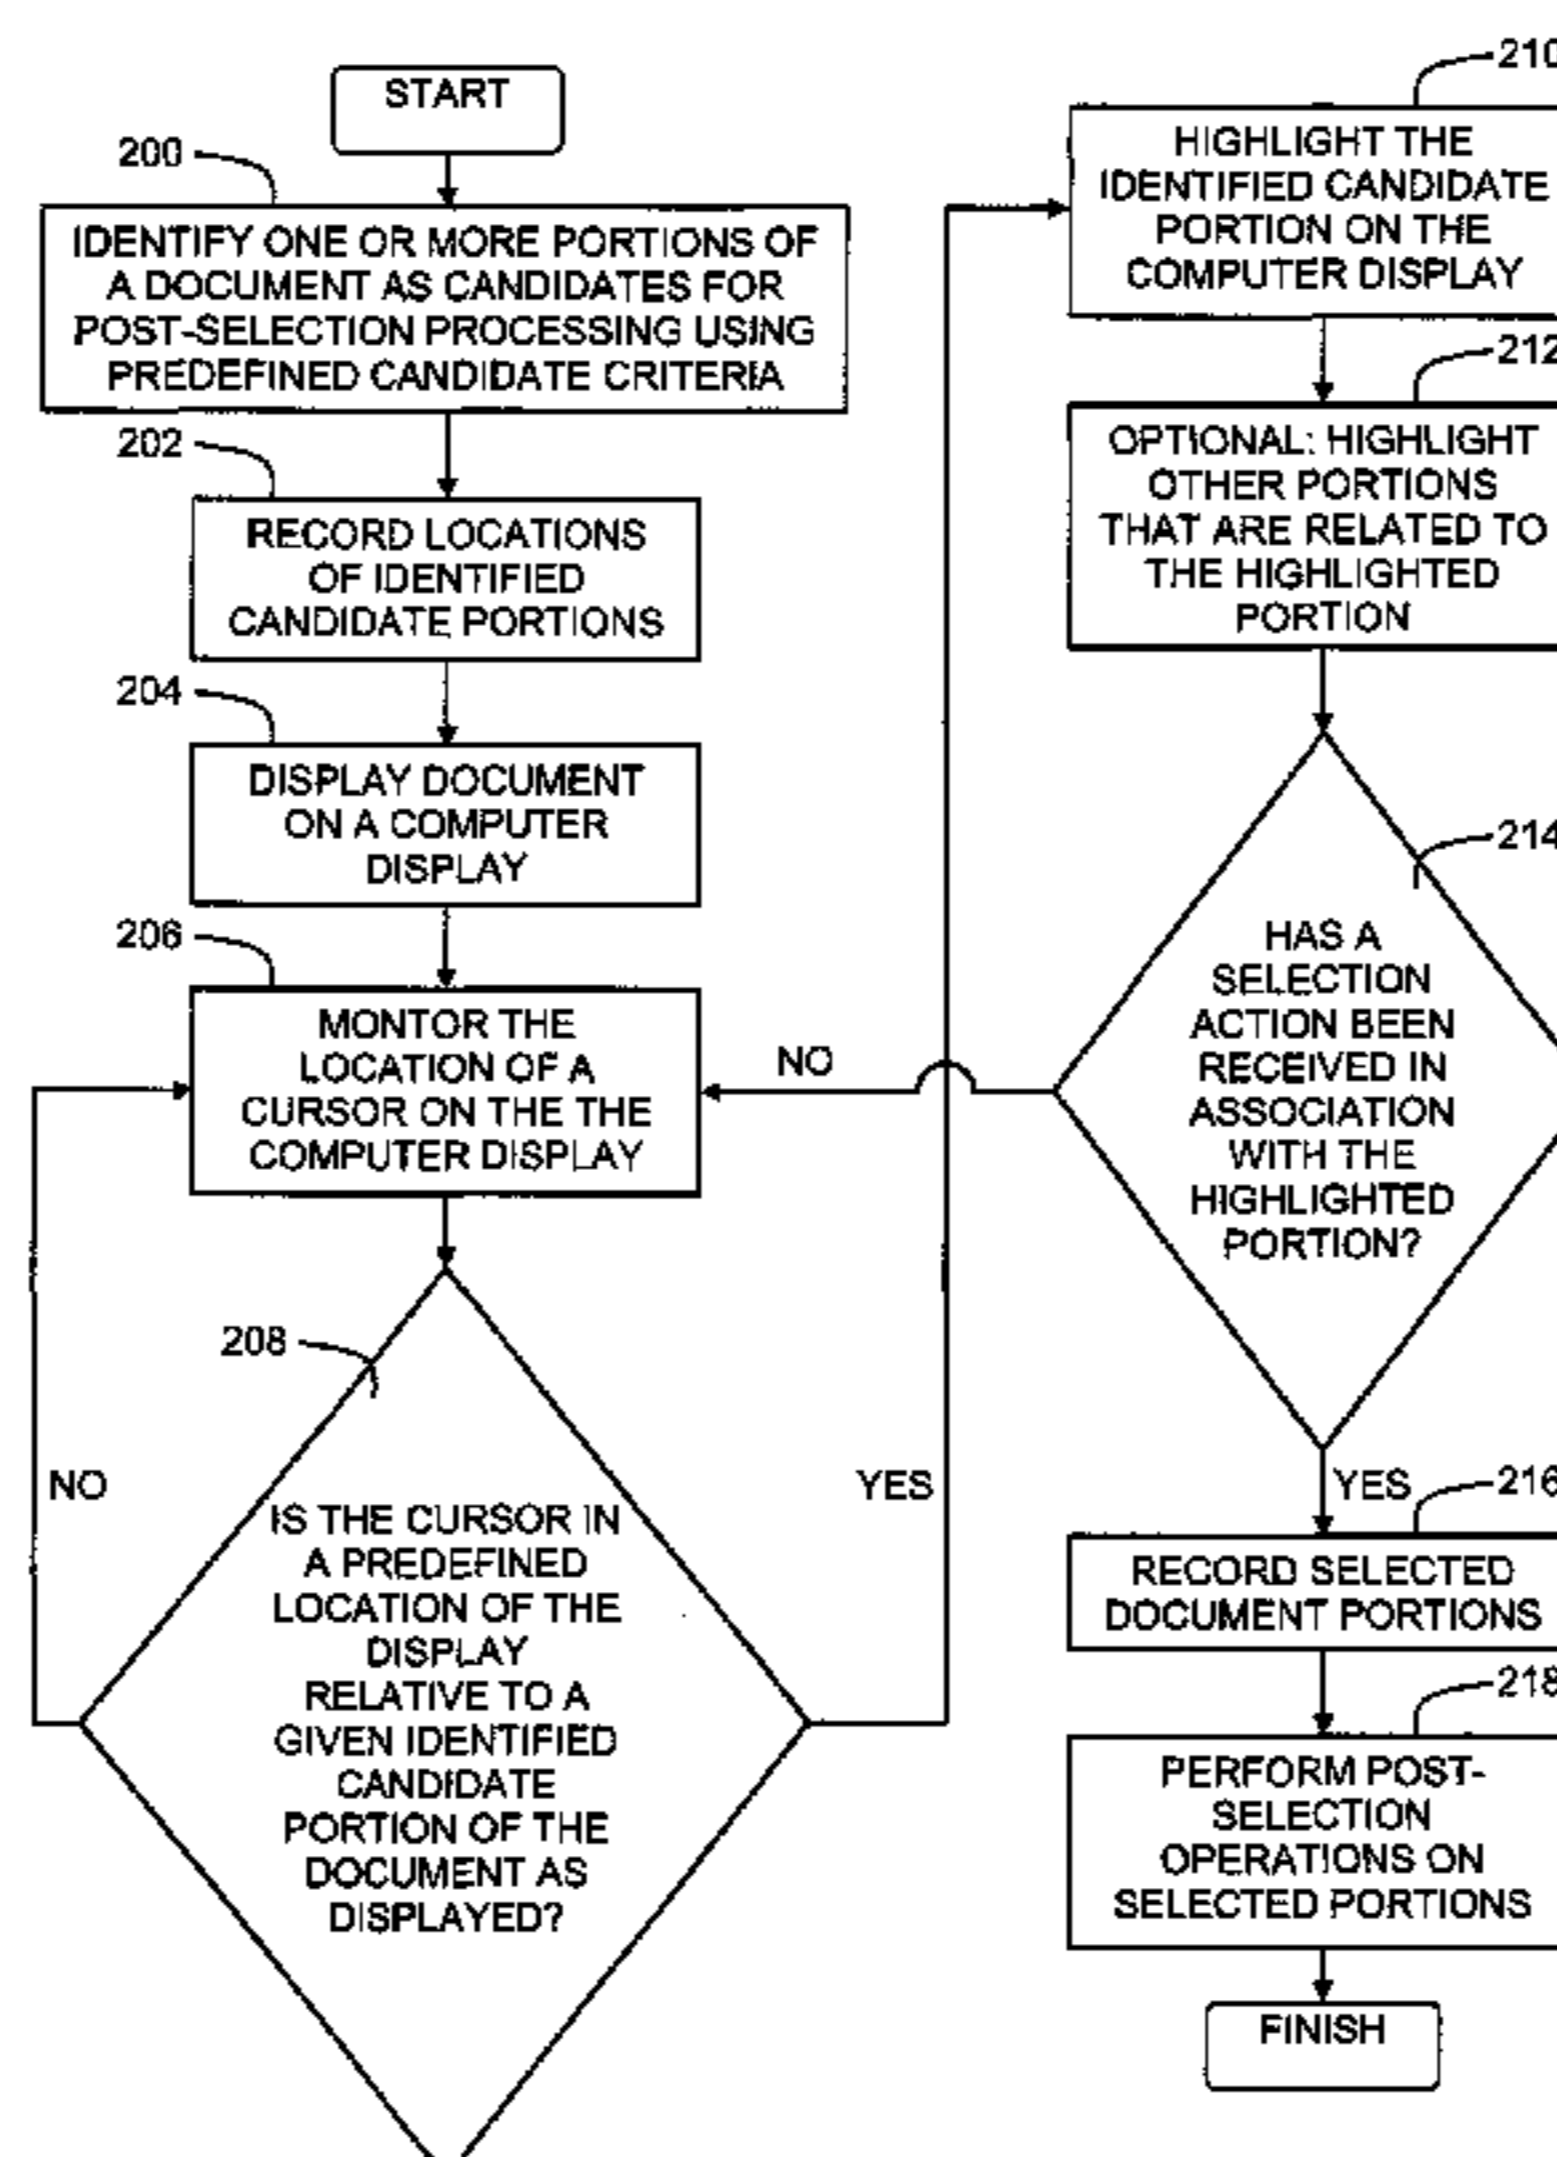 START
200
IDENTIFY ONE OR MORE PORTIONS OF
A DOCUMENT AS CANDIDATES FOR
POST-SELECTION PROCESSING USING
PREDEFINED CANDIDATE CRITERIA
202
RECORD LOCATIONS
OF IDENTIFIED
CANDIDATE PORTIONS
204
DISPLAY DOCUMENT
ON A COMPUTER
DISPLAY
206
MONTOR THE
LOCATION OF A
CURSOR ON THE THE
COMPUTER DISPLAY
208
NO
IS THE CURSOR IN
A PREDEFINED
LOCATION OF THE
DISPLAY
RELATIVE TO A
GIVEN IDENTIFIED
CANDIDATE
PORTION OF THE
DOCUMENT AS
DISPLAYED?
YES
210
HIGHLIGHT THE
IDENTIFIED CANDIDATE
PORTION ON THE
COMPUTER DISPLAY
212
OPTIONAL: HIGHLIGHT
OTHER PORTIONS
THAT ARE RELATED TO
THE HIGHLIGHTED
PORTION
214
HAS A
SELECTION
ACTION BEEN
RECEIVED IN
ASSOCIATION
WITH THE
HIGHLIGHTED
PORTION?
NO
YES
216
RECORD SELECTED
DOCUMENT PORTIONS
218
PERFORM POST-
SELECTION
OPERATIONS ON
SELECTED PORTIONS
FINISH